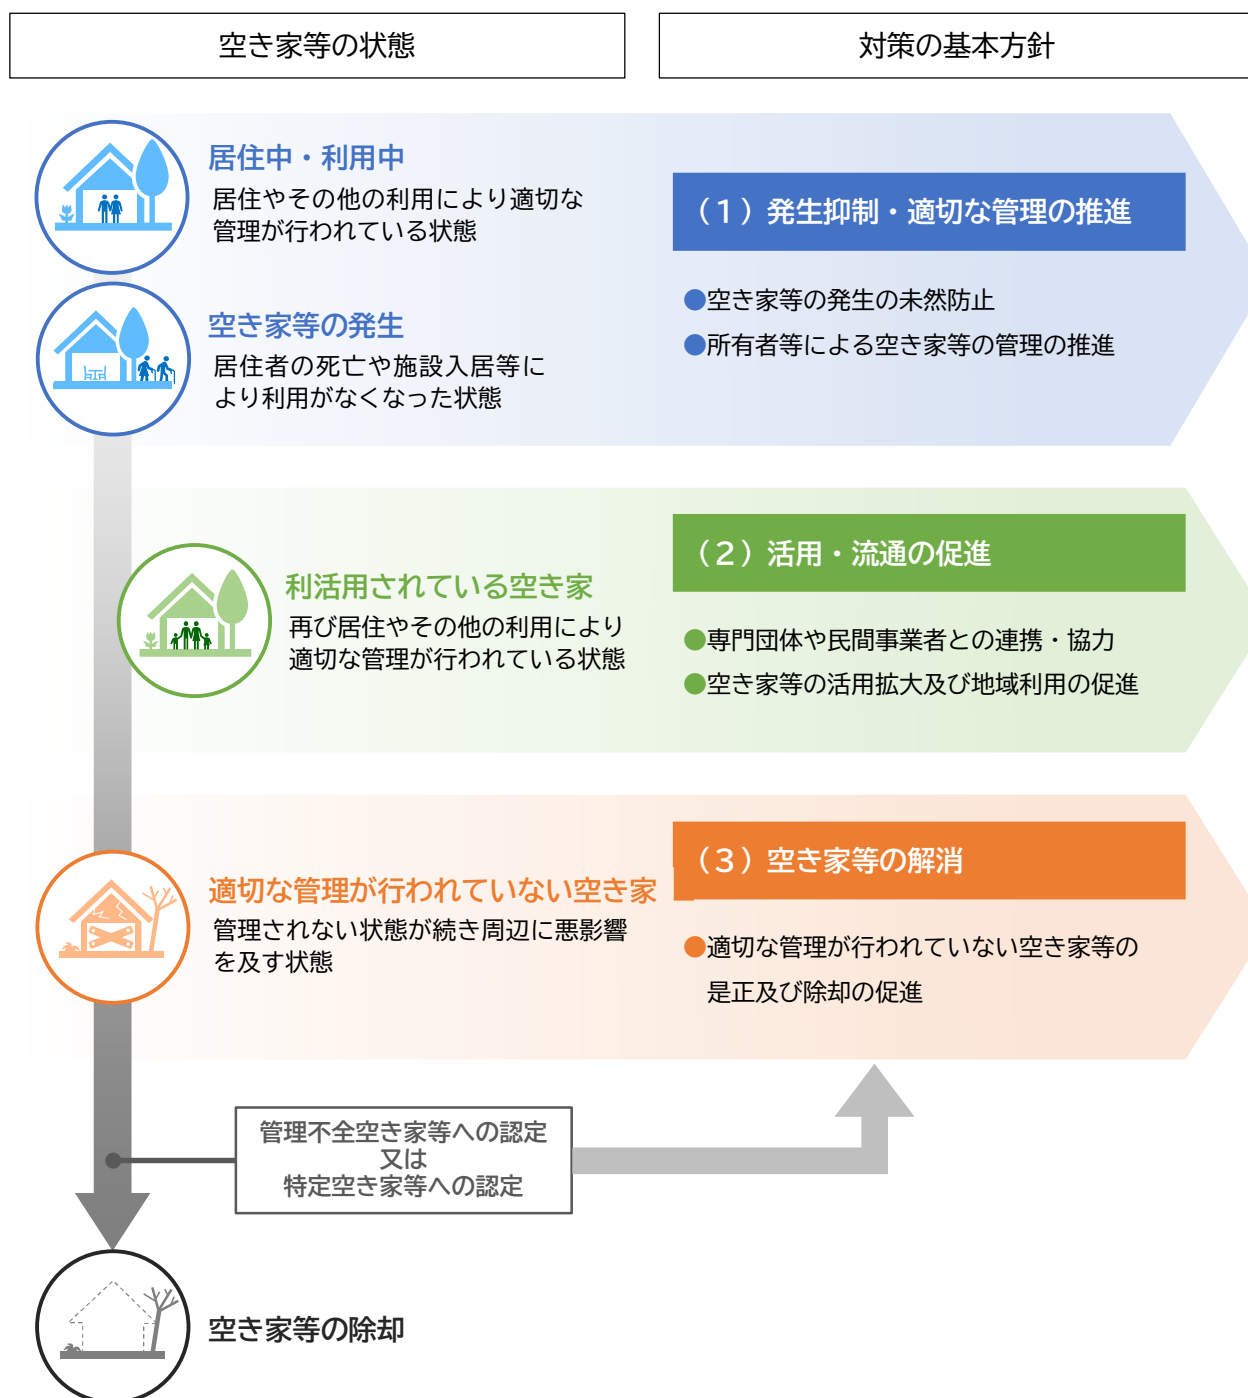 空き家等の状態
対策の基本方針
居住中・利用中
居住やその他の利用により適切な
管理が行われている状態
空き家等の発生
居住者の死亡や施設入居等に
より利用がなくなった状態
（１）発生抑制・適切な管理の推進
●空き家等の発生の未然防止
●所有者等による空き家等の管理の推進
利活用されている空き家
再び居住やその他の利用により
適切な管理が行われている状態
（２）活用・流通の促進
●専門団体や民間事業者との連携・協力
●空き家等の活用拡大及び地域利用の促進
適切な管理が行われていない空き家
管理されない状態が続き周辺に悪影響
を及す状態
（３）空き家等の解消
●適切な管理が行われていない空き家等の
是正及び除却の促進
管理不全空き家等への認定
又は
特定空き家等への認定
空き家等の除却